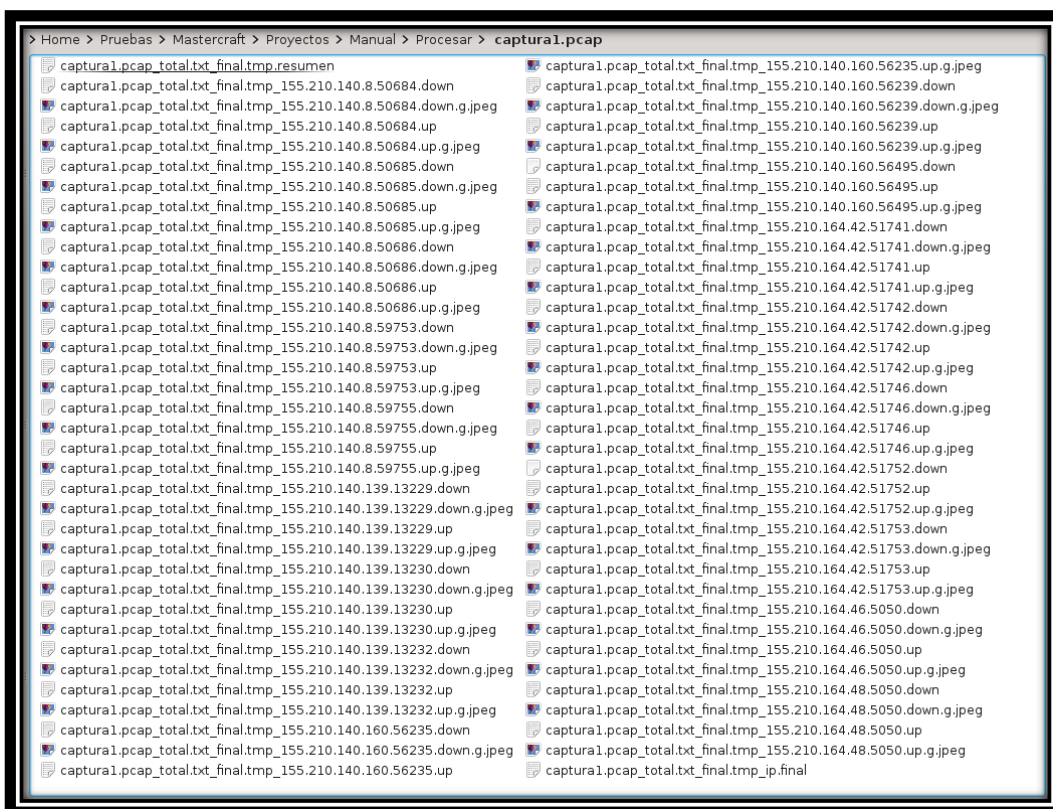 > Home > Pruebas > Mastercraft > Proyectos > Manual > Procesar > captura1.pcap
captura1.pcap_total.txt_final.tmp.resumen
captura1.pcap_total.txt_final.tmp_155.210.140.8.50684.down
captura1.pcap_total.txt_final.tmp_155.210.140.8.50684.down.g.jpeg
captura1.pcap_total.txt_final.tmp_155.210.140.8.50684.up
captura1.pcap_total.txt_final.tmp_155.210.140.8.50684.up.g.jpeg
captura1.pcap_total.txt_final.tmp_155.210.140.8.50685.down
captura1.pcap_total.txt_final.tmp_155.210.140.8.50685.down.g.jpeg
captura1.pcap_total.txt_final.tmp_155.210.140.8.50685.up
captura1.pcap_total.txt_final.tmp_155.210.140.8.50685.up.g.jpeg
captura1.pcap_total.txt_final.tmp_155.210.140.8.50686.down
captura1.pcap_total.txt_final.tmp_155.210.140.8.50686.down.g.jpeg
captura1.pcap_total.txt_final.tmp_155.210.140.8.50686.up
captura1.pcap_total.txt_final.tmp_155.210.140.8.50686.up.g.jpeg
captura1.pcap_total.txt_final.tmp_155.210.140.8.59753.down
captura1.pcap_total.txt_final.tmp_155.210.140.8.59753.down.g.jpeg
captura1.pcap_total.txt_final.tmp_155.210.140.8.59753.up
captura1.pcap_total.txt_final.tmp_155.210.140.8.59753.up.g.jpeg
captura1.pcap_total.txt_final.tmp_155.210.140.8.59755.down
captura1.pcap_total.txt_final.tmp_155.210.140.8.59755.down.g.jpeg
captura1.pcap_total.txt_final.tmp_155.210.140.8.59755.up
captura1.pcap_total.txt_final.tmp_155.210.140.8.59755.up.g.jpeg
captura1.pcap_total.txt_final.tmp_155.210.140.139.13229.down
captura1.pcap_total.txt_final.tmp_155.210.140.139.13229.down.g.jpeg
captura1.pcap_total.txt_final.tmp_155.210.140.139.13229.up
captura1.pcap_total.txt_final.tmp_155.210.140.139.13229.up.g.jpeg
captura1.pcap_total.txt_final.tmp_155.210.140.139.13230.down
captura1.pcap_total.txt_final.tmp_155.210.140.139.13230.down.g.jpeg
captura1.pcap_total.txt_final.tmp_155.210.140.139.13230.up
captura1.pcap_total.txt_final.tmp_155.210.140.139.13230.up.g.jpeg
captura1.pcap_total.txt_final.tmp_155.210.140.139.13232.down
captura1.pcap_total.txt_final.tmp_155.210.140.139.13232.down.g.jpeg
captura1.pcap_total.txt_final.tmp_155.210.140.139.13232.up
captura1.pcap_total.txt_final.tmp_155.210.140.139.13232.up.g.jpeg
captura1.pcap_total.txt_final.tmp_155.210.140.160.56235.down
captura1.pcap_total.txt_final.tmp_155.210.140.160.56235.down.g.jpeg
captura1.pcap_total.txt_final.tmp_155.210.140.160.56235.up
captura1.pcap_total.txt_final.tmp_155.210.140.160.56235.up.g.jpeg
captura1.pcap_total.txt_final.tmp_155.210.140.160.56239.down
captura1.pcap_total.txt_final.tmp_155.210.140.160.56239.down.g.jpeg
captura1.pcap_total.txt_final.tmp_155.210.140.160.56239.up
captura1.pcap_total.txt_final.tmp_155.210.140.160.56239.up.g.jpeg
captura1.pcap_total.txt_final.tmp_155.210.140.160.56495.down
captura1.pcap_total.txt_final.tmp_155.210.140.160.56495.up
captura1.pcap_total.txt_final.tmp_155.210.140.160.56495.up.g.jpeg
captura1.pcap_total.txt_final.tmp_155.210.164.42.51741.down
captura1.pcap_total.txt_final.tmp_155.210.164.42.51741.down.g.jpeg
captura1.pcap_total.txt_final.tmp_155.210.164.42.51741.up
captura1.pcap_total.txt_final.tmp_155.210.164.42.51741.up.g.jpeg
captura1.pcap_total.txt_final.tmp_155.210.164.42.51742.down
captura1.pcap_total.txt_final.tmp_155.210.164.42.51742.down.g.jpeg
captura1.pcap_total.txt_final.tmp_155.210.164.42.51742.up
captura1.pcap_total.txt_final.tmp_155.210.164.42.51742.up.g.jpeg
captura1.pcap_total.txt_final.tmp_155.210.164.42.51746.down
captura1.pcap_total.txt_final.tmp_155.210.164.42.51746.down.g.jpeg
captura1.pcap_total.txt_final.tmp_155.210.164.42.51746.up
captura1.pcap_total.txt_final.tmp_155.210.164.42.51746.up.g.jpeg
captura1.pcap_total.txt_final.tmp_155.210.164.42.51752.down
captura1.pcap_total.txt_final.tmp_155.210.164.42.51752.up
captura1.pcap_total.txt_final.tmp_155.210.164.42.51752.up.g.jpeg
captura1.pcap_total.txt_final.tmp_155.210.164.42.51753.down
captura1.pcap_total.txt_final.tmp_155.210.164.42.51753.down.g.jpeg
captura1.pcap_total.txt_final.tmp_155.210.164.42.51753.up
captura1.pcap_total.txt_final.tmp_155.210.164.42.51753.up.g.jpeg
captura1.pcap_total.txt_final.tmp_155.210.164.46.5050.down
captura1.pcap_total.txt_final.tmp_155.210.164.46.5050.down.g.jpeg
captura1.pcap_total.txt_final.tmp_155.210.164.46.5050.up
captura1.pcap_total.txt_final.tmp_155.210.164.46.5050.up.g.jpeg
captura1.pcap_total.txt_final.tmp_155.210.164.48.5050.down
captura1.pcap_total.txt_final.tmp_155.210.164.48.5050.down.g.jpeg
captura1.pcap_total.txt_final.tmp_155.210.164.48.5050.up
captura1.pcap_total.txt_final.tmp_155.210.164.48.5050.up.g.jpeg
captura1.pcap_total.txt_final.tmp_ip.final